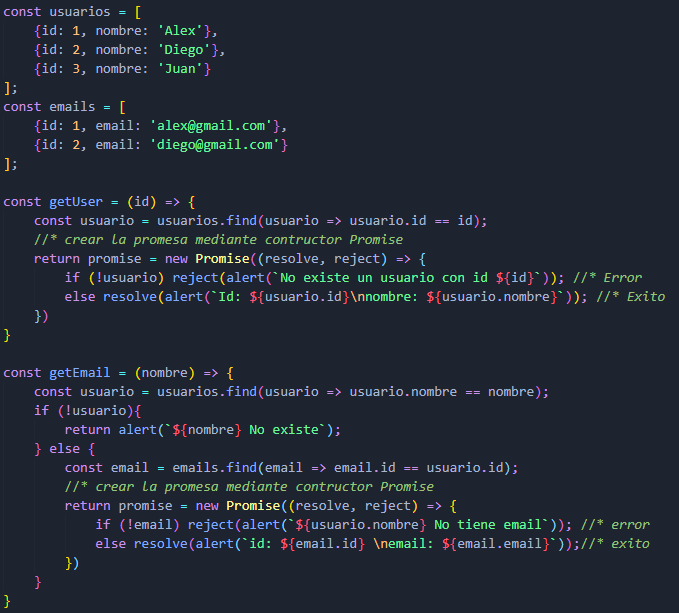 const usuarios = [
    {id: 1, nombre: 'Alex'},
    {id: 2, nombre: 'Diego'},
    {id: 3, nombre: 'Juan'}
];
const emails = [
    {id: 1, email: 'alex@gmail.com'},
    {id: 2, email: 'diego@gmail.com'}
];

const getUser = (id) => {
    const usuario = usuarios.find(usuario => usuario.id == id);
    //* crear la promesa mediante contructor Promise
    return promise = new Promise((resolve, reject) => {
        if (!usuario) reject(alert(`No existe un usuario con id ${id}`)); //* Error
        else resolve(alert(`Id: ${usuario.id}\nnombre: ${usuario.nombre}`)); //* Exito
    })
}

const getEmail = (nombre) => {
    const usuario = usuarios.find(usuario => usuario.nombre == nombre);
    if (!usuario){
        return alert(`${nombre} No existe`);
    } else {
        const email = emails.find(email => email.id == usuario.id);
        //* crear la promesa mediante contructor Promise
        return promise = new Promise((resolve, reject) => {
            if (!email) reject(alert(`${usuario.nombre} No tiene email`)); //* error
            else resolve(alert(`id: ${email.id} \nemail: ${email.email}`));//* exito
        })
    }
}